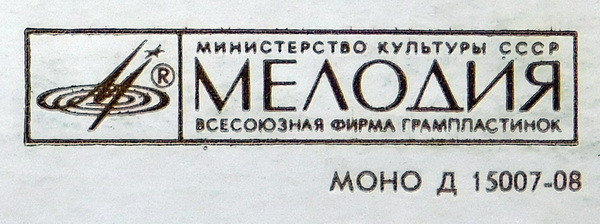 МИНИСТЕРСТВО КУЛЬТУРЫ СССР
®
МЕЛОДИЯ
ВСЕСОЮЗНАЯ ФИРМА ГРАМПЛАСТИНОК
МОНО Д 15007-08